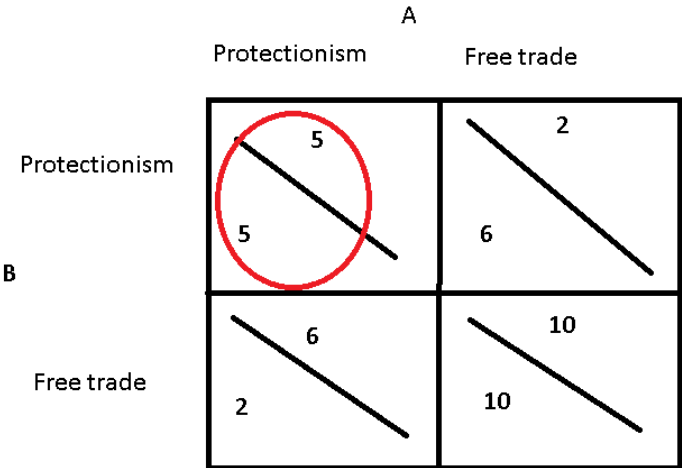 A
Protectionism Free trade
Protectionism 5 2
5 6
B
Free trade 6 10
2 10